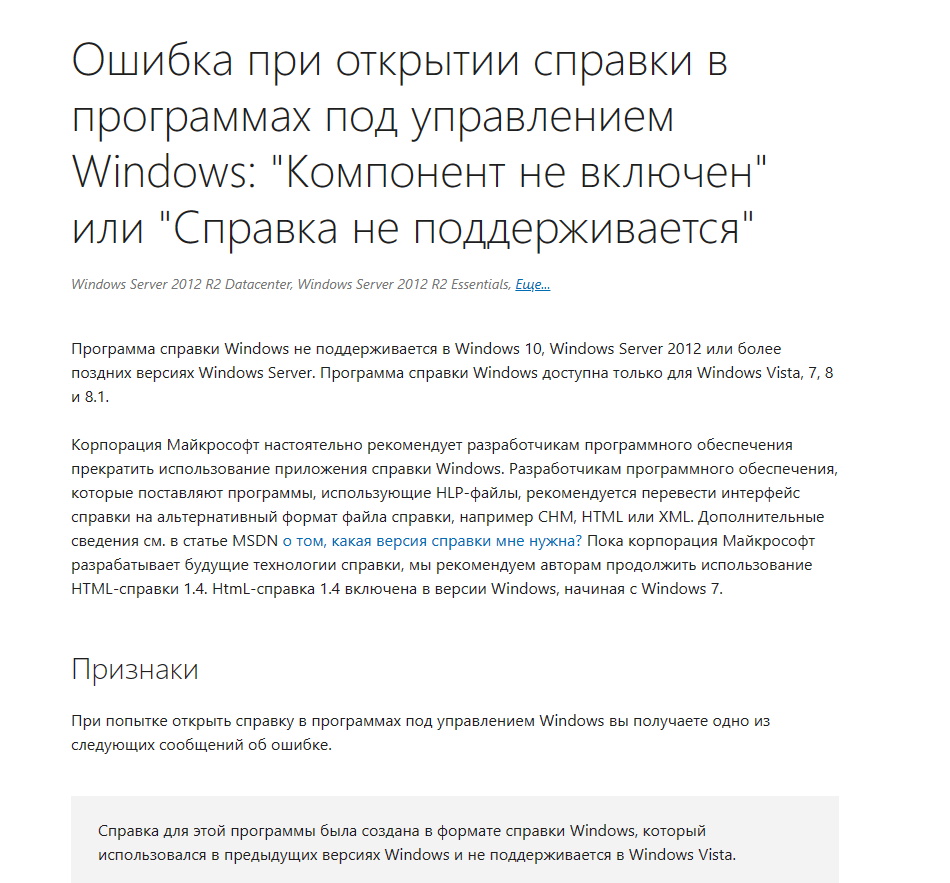 Ошибка при открытии справки в
программах под управлением
Windows: "Компонент не включен"
или "Справка не поддерживается"
Windows Server 2012 R2 Datacenter, Windows Server 2012 R2 Essentials, Еще...
Программа справки Windows не поддерживается в Windows 10, Windows Server 2012 или более
поздних версиях Windows Server. Программа справки Windows доступна только для Windows Vista, 7, 8
и 8.1.
Корпорация Майкрософт настоятельно рекомендует разработчикам программного обеспечения
прекратить использование приложения справки Windows. Разработчикам программного обеспечения,
которые поставляют программы, использующие HLP-файлы, рекомендуется перевести интерфейс
справки на альтернативный формат файла справки, например CHM, HTML или XML. Дополнительные
сведения см. в статье MSDN о том, какая версия справки мне нужна? Пока корпорация Майкрософт
разрабатывает будущие технологии справки, мы рекомендуем авторам продолжить использование
HTML-справки 1.4. HtmL-справка 1.4 включена в версии Windows, начиная с Windows 7.
Признаки
При попытке открыть справку в программах под управлением Windows вы получаете одно из
следующих сообщений об ошибке.
Справка для этой программы была создана в формате справки Windows, который
использовался в предыдущих версиях Windows и не поддерживается в Windows Vista.